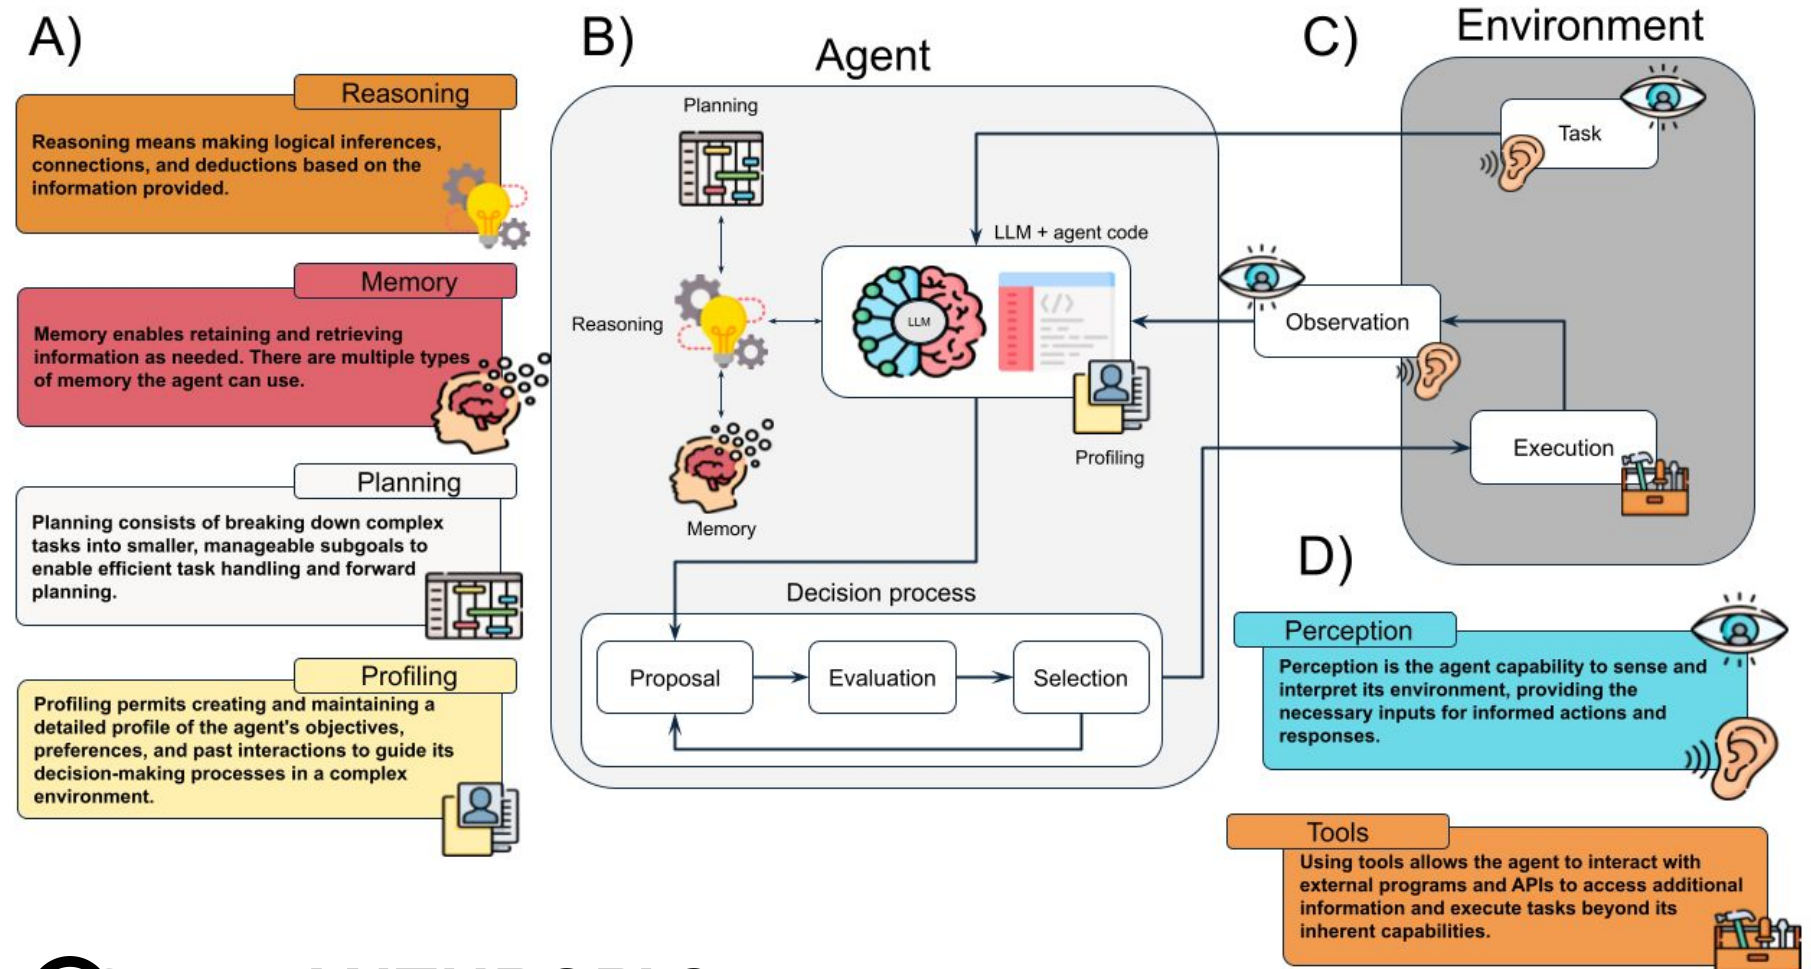 A)
Reasoning
Reasoning means making logical inferences,
connections, and deductions based on the
information provided.
Memory
Memory enables retaining and retrieving
information as needed. There are multiple types
of memory the agent can use.
Planning
Planning consists of breaking down complex
tasks into smaller, manageable subgoals to
enable efficient task handling and forward
planning.
Profiling
Profiling permits creating and maintaining a
detailed profile of the agent's objectives,
preferences, and past interactions to guide its
decision-making processes in a complex
environment.
B)
Agent
Planning
LLM + agent code
Reasoning
LLM
</>
Profiling
Memory
Decision process
Proposal
Evaluation
Selection
C)
Environment
Task
Observation
Execution
D)
Perception
Perception is the agent capability to sense and
interpret its environment, providing the
necessary inputs for informed actions and
responses.
Tools
Using tools allows the agent to interact with
external programs and APIs to access additional
information and execute tasks beyond its
inherent capabilities.